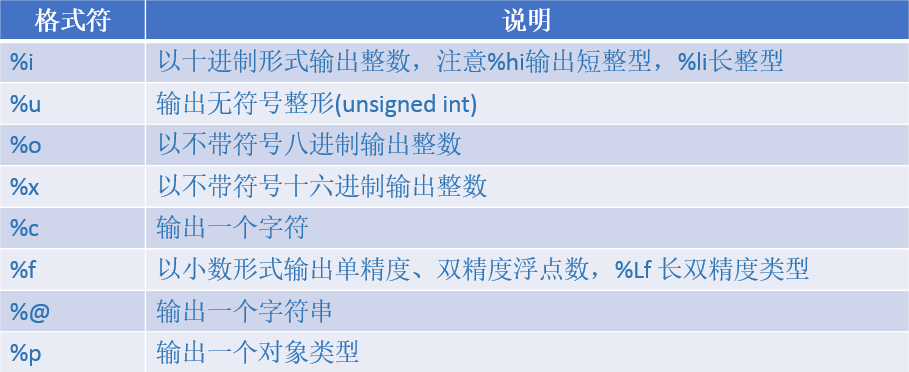 格式符 说明
%i 以十进制形式输出整数，注意%hi输出短整型，%li长整型
%u 输出无符号整形(unsigned int)
%o 以不带符号八进制输出整数
%x 以不带符号十六进制输出整数
%c 输出一个字符
%f 以小数形式输出单精度、双精度浮点数，%Lf 长双精度类型
%@ 输出一个字符串
%p 输出一个对象类型